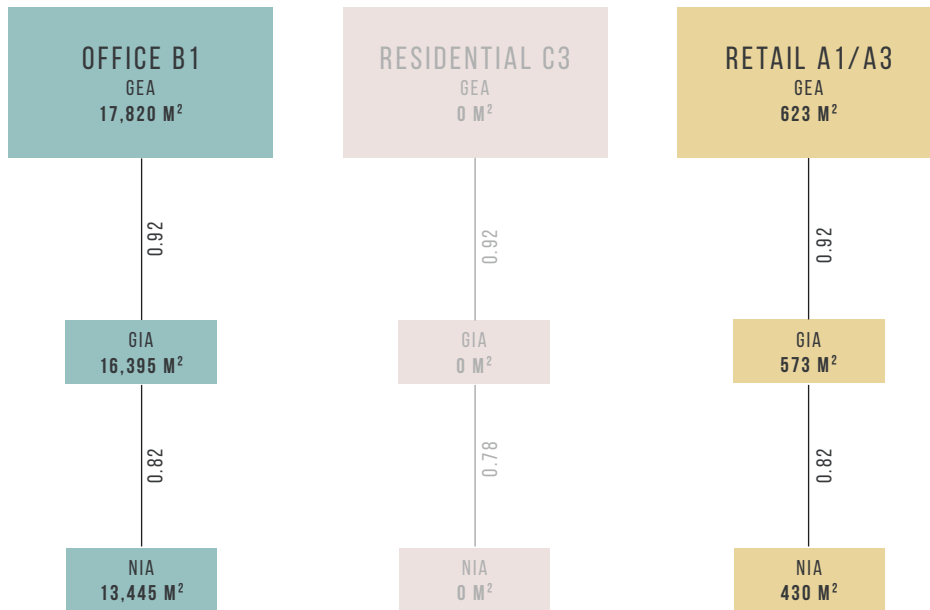 OFFICE B1
GEA
17,820 M²
0.92
GIA
16,395 M²
0.82
NIA
13,445 M²
RESIDENTIAL C3
GEA
0 M²
0.92
GIA
0 M²
0.78
NIA
0 M²
RETAIL A1/A3
GEA
623 M²
0.92
GIA
573 M²
0.82
NIA
430 M²